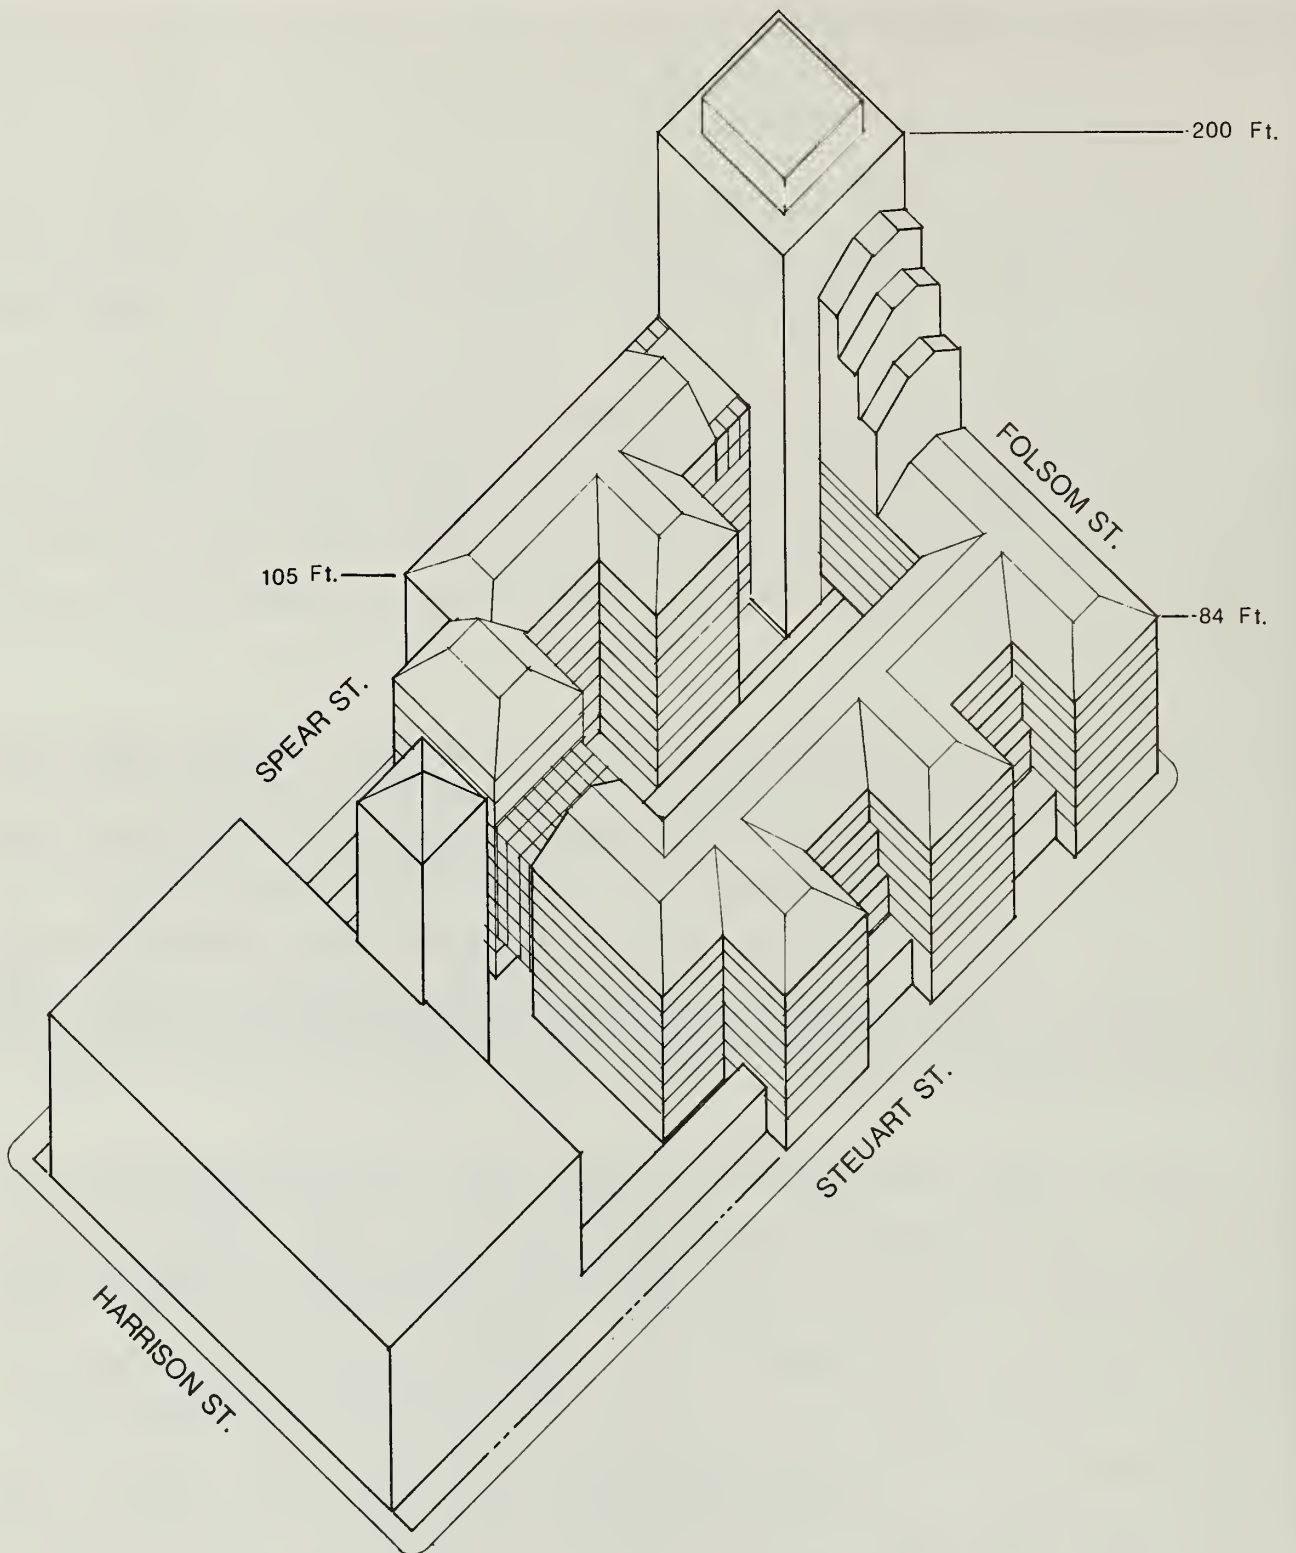 200 Ft.
FOLSOM ST.
105 Ft.
84 Ft.
SPEAR ST.
STEUART ST.
HARRISON ST.